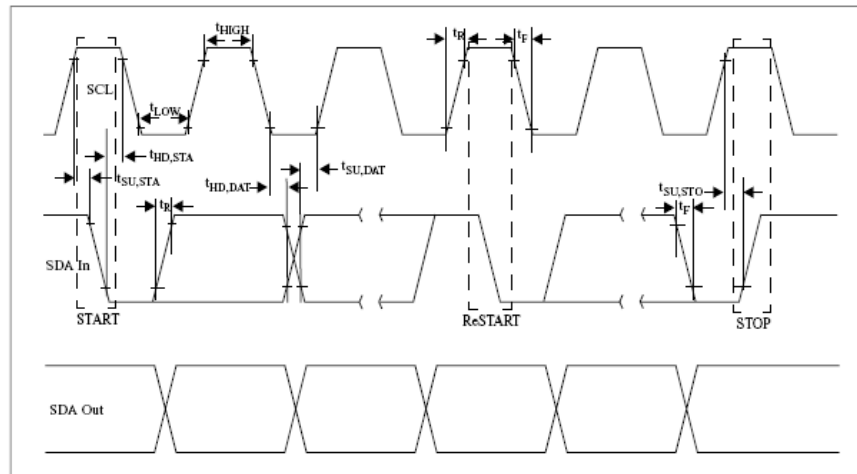 tHIGH
tR
tF
SCL
tLOW
tHD,STA
tSU,DAT
tSU,STA
tHD,DAT
tSU,STO
tR
tF
SDA In
START
ReSTART
STOP
SDA Out